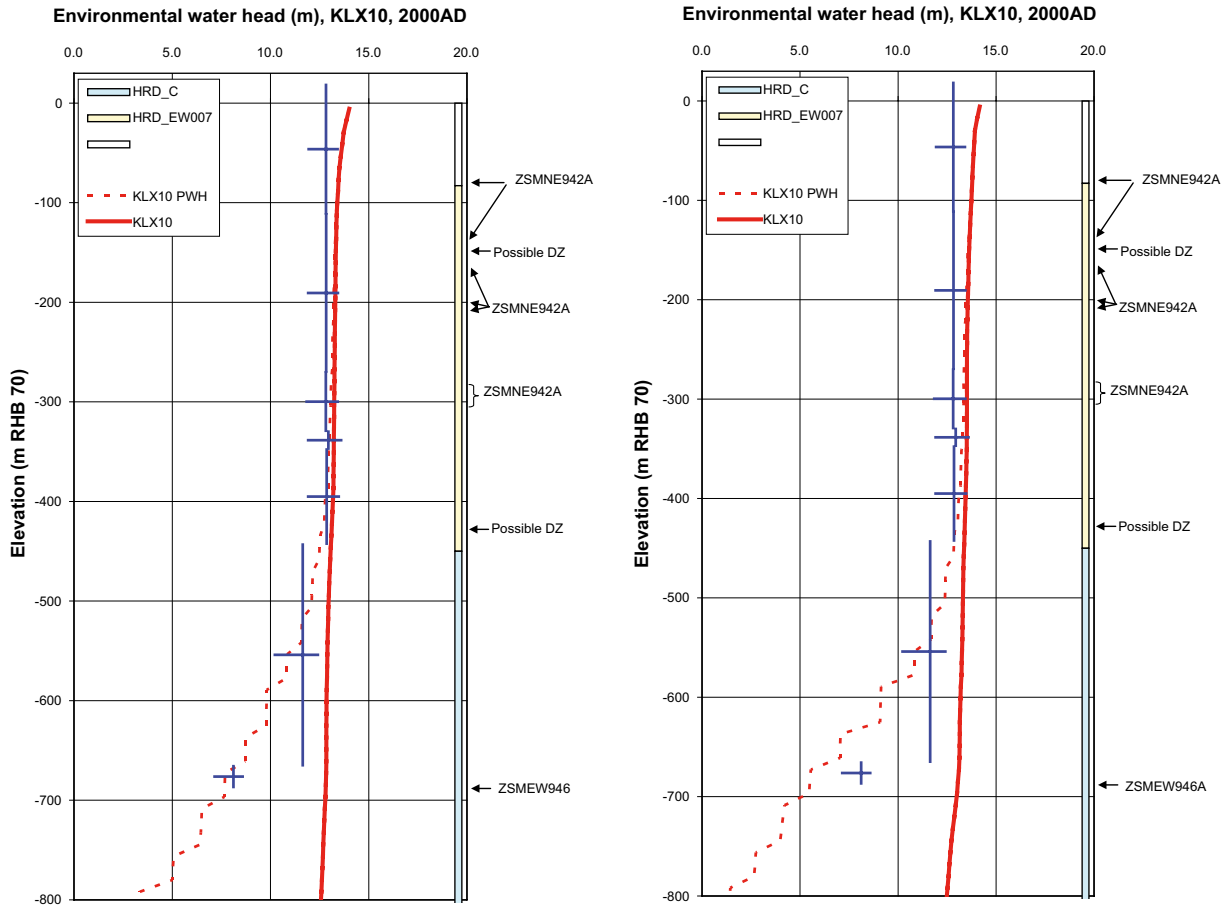 Environmental water head (m), KLX10, 2000AD
0.0 5.0 10.0 15.0 20.0
HRD_C
HRD_EW007
KLX10 PWH
KLX10
0
-100
-200
-300
-400
-500
-600
-700
-800
Elevation (m RHB 70)
ZSMNE942A
Possible DZ
ZSMNE942A
ZSMNE942A
Possible DZ
ZSMEW946
Environmental water head (m), KLX10, 2000AD
0.0 5.0 10.0 15.0 20.0
HRD_C
HRD_EW007
KLX10 PWH
KLX10
0
-100
-200
-300
-400
-500
-600
-700
-800
Elevation (m RHB 70)
ZSMNE942A
Possible DZ
ZSMNE942A
ZSMNE942A
Possible DZ
ZSMEW946A